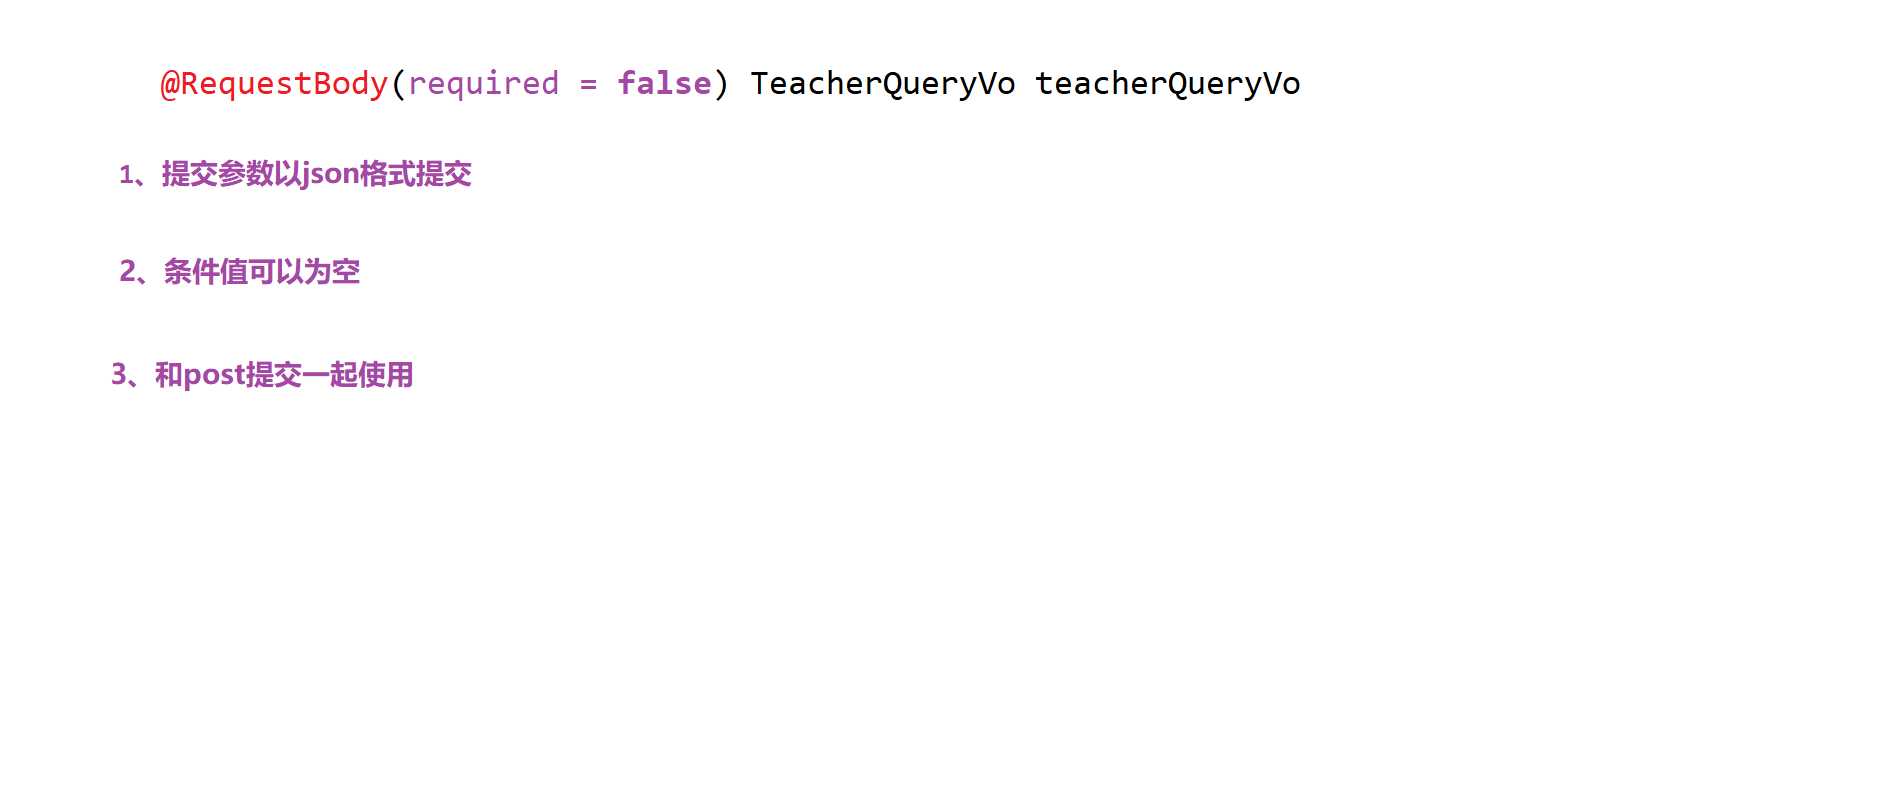 @RequestBody(required = false) TeacherQueryVo teacherQueryVo
1、提交参数以json格式提交
2、条件值可以为空
3、和post提交一起使用